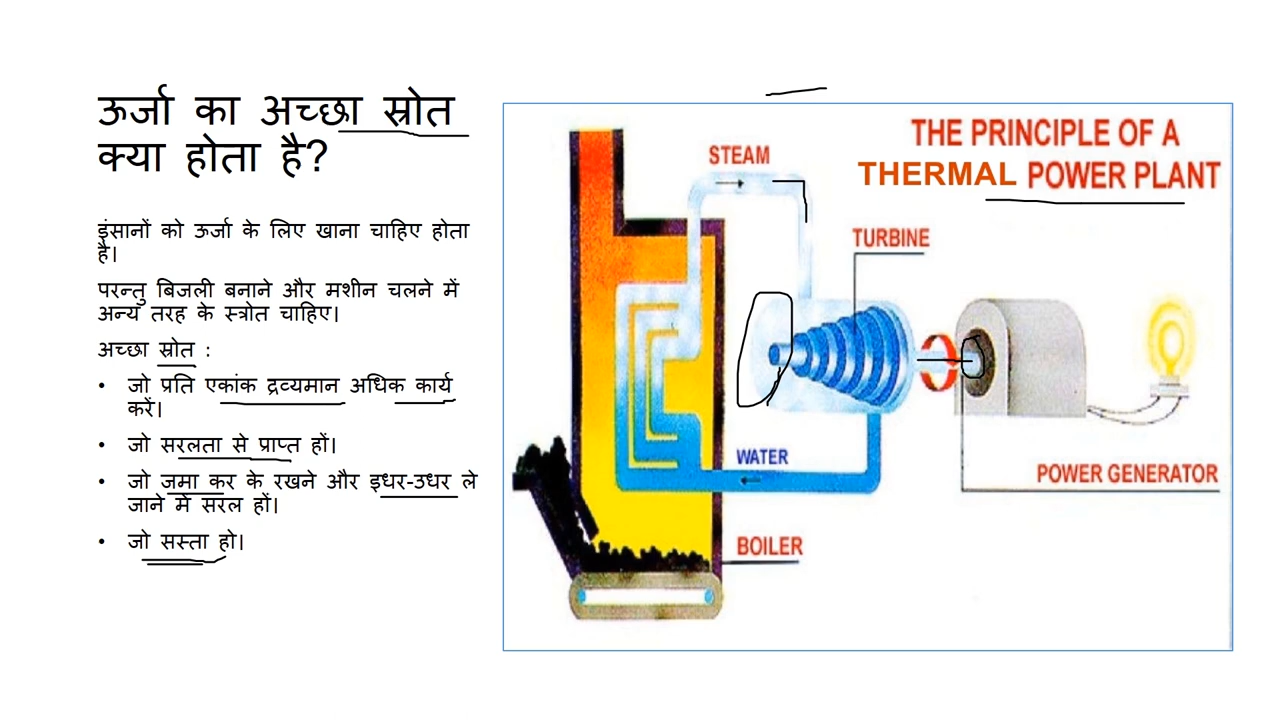 ऊर्जा का अच्छा स्रोत
क्या होता है?
इंसानों को ऊर्जा के लिए खाना चाहिए होता
है।
परन्तु बिजली बनाने और मशीन चलने में
अन्य तरह के स्त्रोत चाहिए।
अच्छा स्रोत :
• जो प्रति एकांक द्रव्यमान अधिक कार्य
करें।
• जो सरलता से प्राप्त हों।
• जो जमा कर के रखने और इधर-उधर ले
जाने में सरल हों।
• जो सस्ता हो।
THE PRINCIPLE OF A
THERMAL POWER PLANT
STEAM
TURBINE
WATER
POWER GENERATOR
BOILER